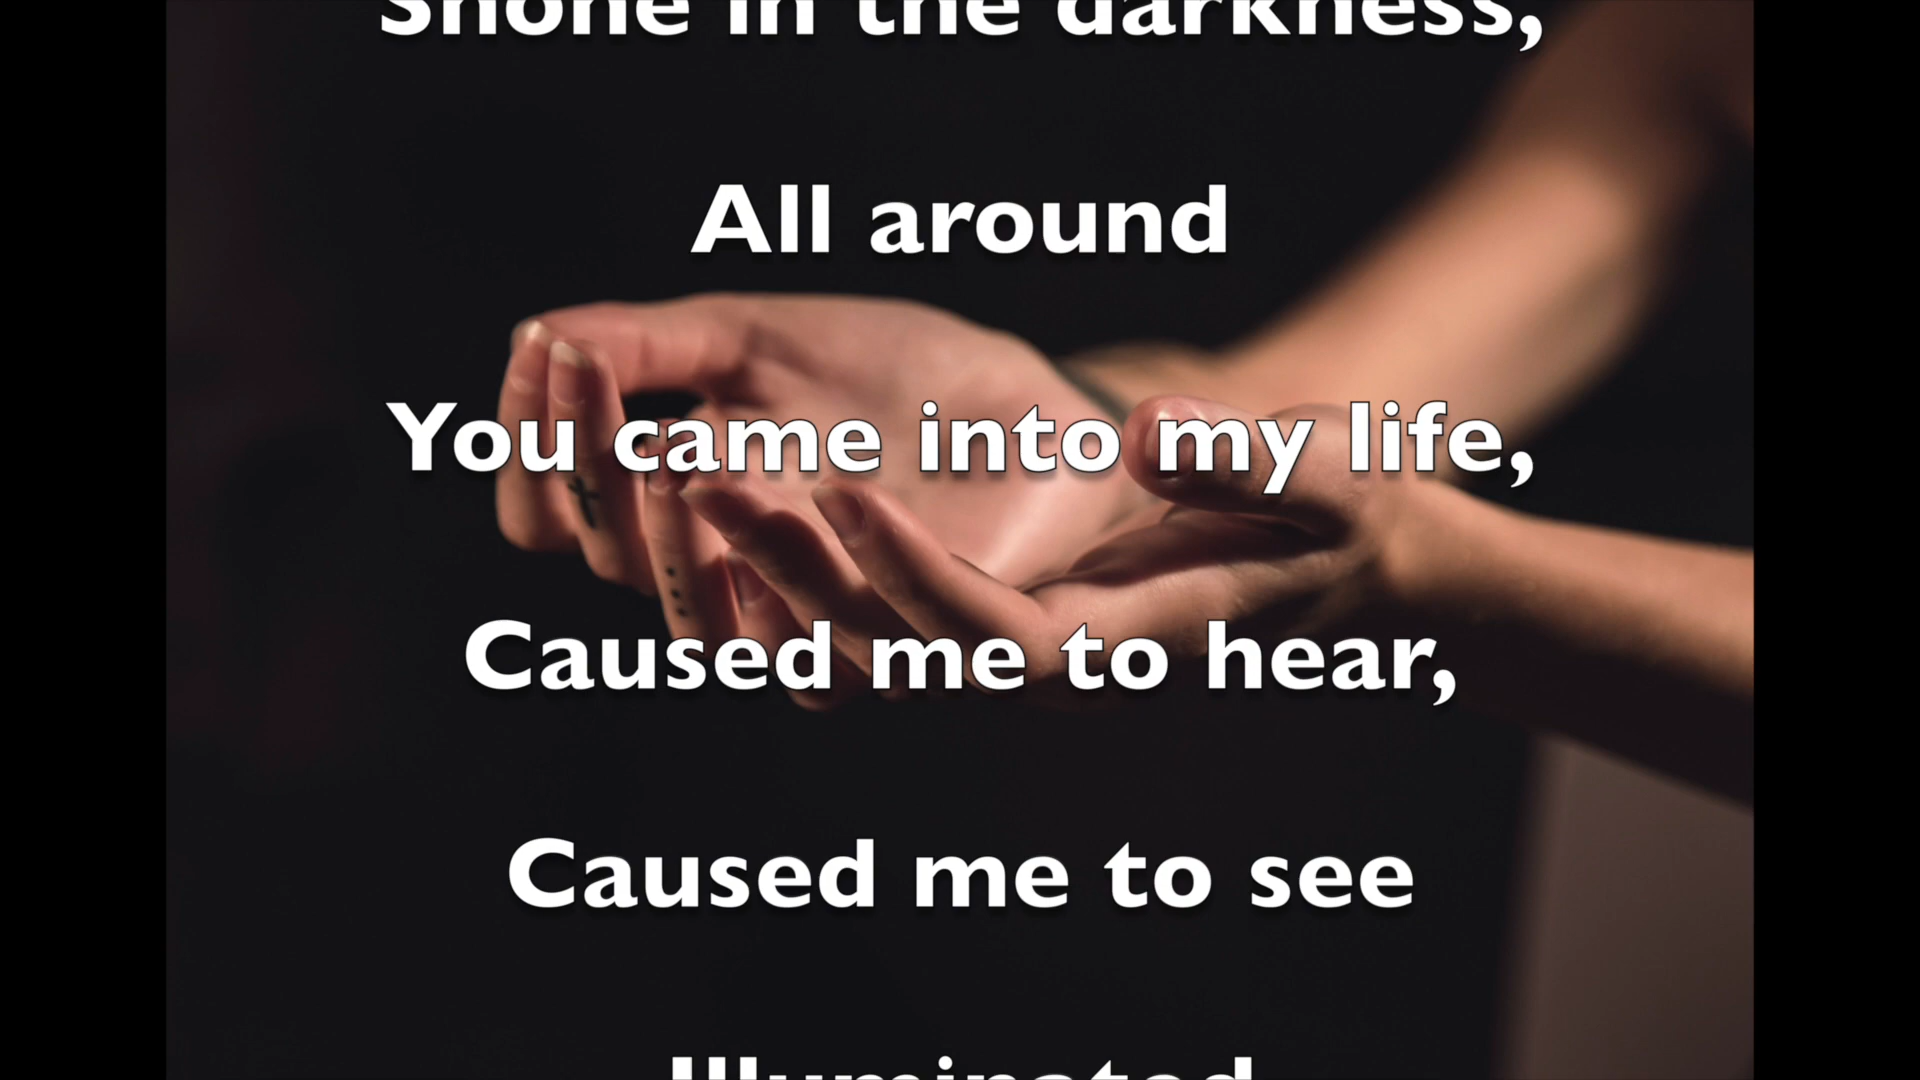 Shone in the darkness,
All around
You came into my life,
Caused me to hear,
Caused me to see
Illuminated